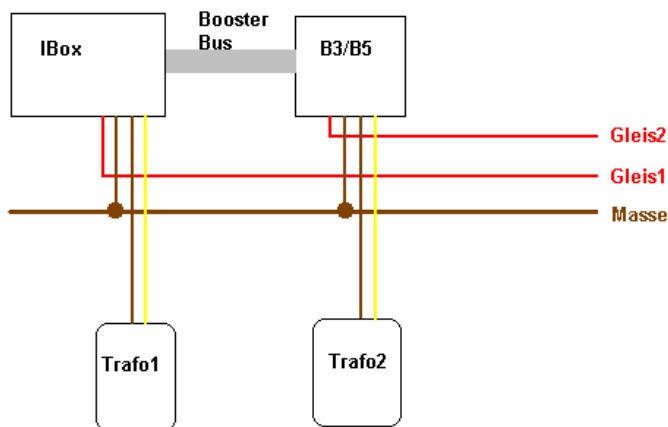 Booster
Bus
IBox
B3/B5
Gleis2
Gleis1
Masse
Trafo1
Trafo2